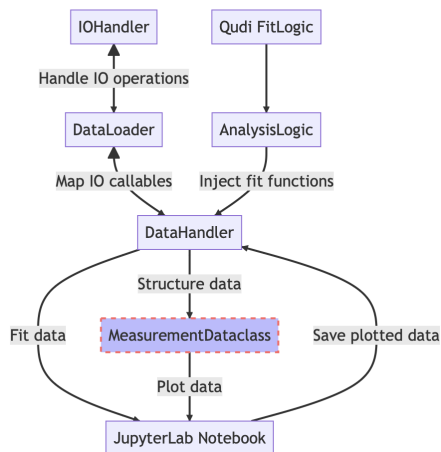 IOHandler
Qudi FitLogic
Handle IO operations
DataLoader
AnalysisLogic
Map IO callables
Inject fit functions
DataHandler
Structure data
Fit data
MeasurementDataclass
Save plotted data
Plot data
JupyterLab Notebook